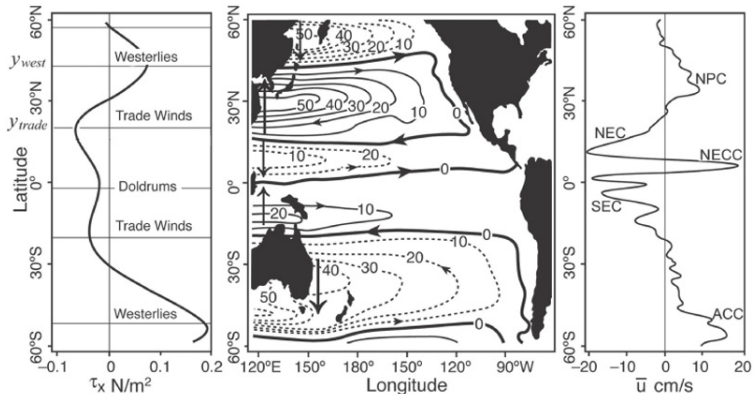 Latitude
60°N
30°N
0°
30°S
60°S
y_west
y_trade
Westerlies
Trade Winds
Doldrums
Trade Winds
Westerlies
−0.1 0 0.1 0.2
τₓ N/m²
50 40 30 20 10
50 40 30 20 10 0
0
10 20 0
20 10 0
10
20
40 30
50
0
120°E 150° 180° 150° 120° 90°W
Longitude
60°N
30°N
0°
30°S
60°S
NPC
NEC
NECC
SEC
ACC
−20 −10 0 10 20
u̅ cm/s